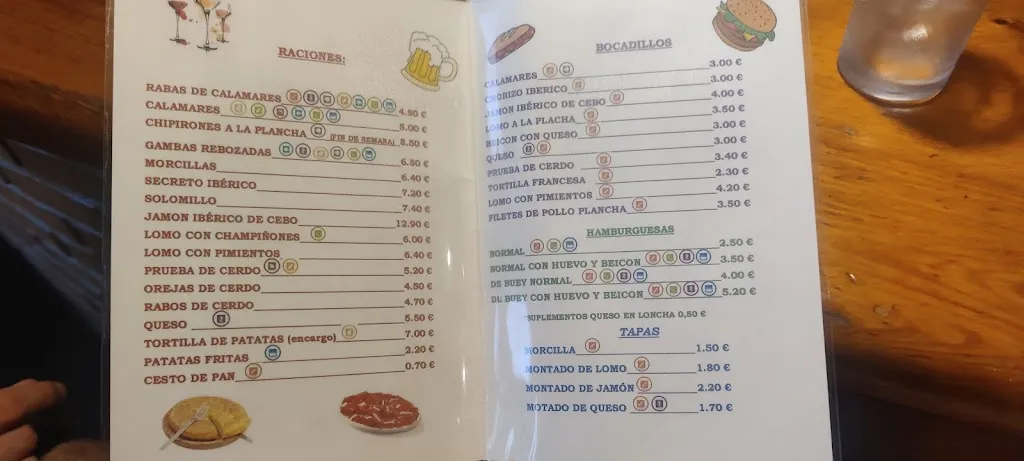 RACIONES:
RABAS DE CALAMARES 4.80 €
CALAMARES 5.00 €
CHIPIRONES A LA PLANCHA (FIN DE SEMANA) 8.50 €
GAMBAS REBOZADAS 6.50 €
MORCILLAS 6.40 €
SECRETO IBÉRICO 7.20 €
SOLOMILLO 7.40 €
JAMON IBÉRICO DE CEBO 12.90 €
LOMO CON CHAMPIÑONES 6.00 €
LOMO CON PIMIENTOS 6.40 €
PRUEBA DE CERDO 5.20 €
OREJAS DE CERDO 4.50 €
RABOS DE CERDO 4.70 €
QUESO 5.50 €
TORTILLA DE PATATAS (encargo) 7.00 €
PATATAS FRITAS 2.20 €
CESTO DE PAN 0.70 €
BOCADILLOS
CALAMARES 3.00 €
CHORIZO IBERICO 3.00 €
JAMON IBÉRICO DE CEBO 4.00 €
LOMO A LA PLACHA 3.50 €
BEICON CON QUESO 3.00 €
QUESO 3.00 €
PRUEBA DE CERDO 3.40 €
TORTILLA FRANCESA 2.30 €
LOMO CON PIMIENTOS 4.20 €
FILETES DE POLLO PLANCHA 3.50 €
HAMBURGUESAS
NORMAL 2.50 €
NORMAL CON HUEVO Y BEICON 3.50 €
DE BUEY NORMAL 4.00 €
DE BUEY CON HUEVO Y BEICON 5.20 €
*SUPLEMENTOS QUESO EN LONCHA 0,50 €
TAPAS
MORCILLA 1.50 €
MONTADO DE LOMO 1.80 €
MONTADO DE JAMÓN 2.20 €
MOTADO DE QUESO 1.70 €